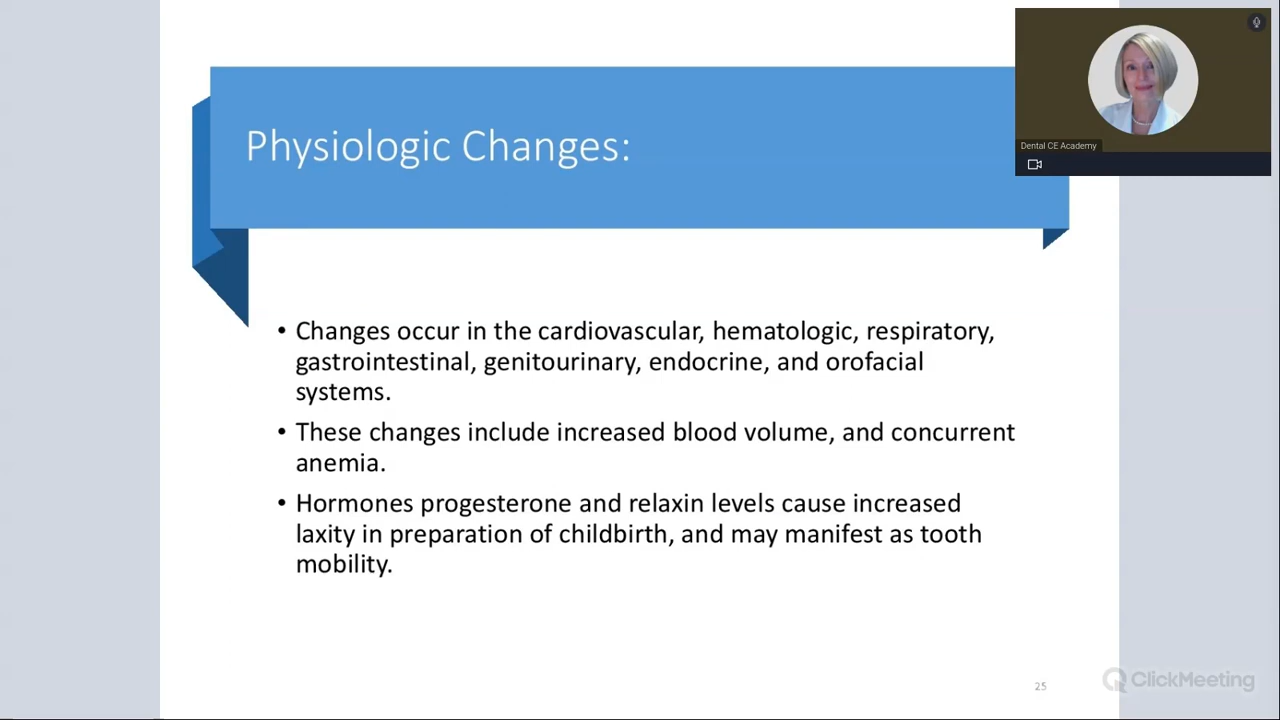 Physiologic Changes:
Dental CE Academy
• Changes occur in the cardiovascular, hematologic, respiratory,
gastrointestinal, genitourinary, endocrine, and orofacial
systems.
• These changes include increased blood volume, and concurrent
anemia.
• Hormones progesterone and relaxin levels cause increased
laxity in preparation of childbirth, and may manifest as tooth
mobility.
25
ClickMeeting